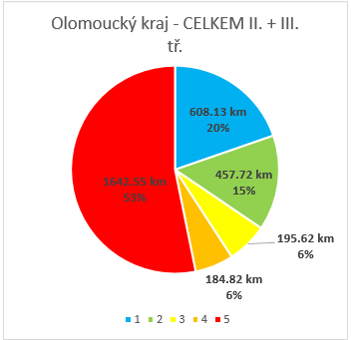 Olomoucký kraj - CELKEM II. + III.
tř.
608.13 km
20%
457.72 km
15%
195.62 km
6%
184.82 km
6%
1642.55 km
53%
1 2 3 4 5